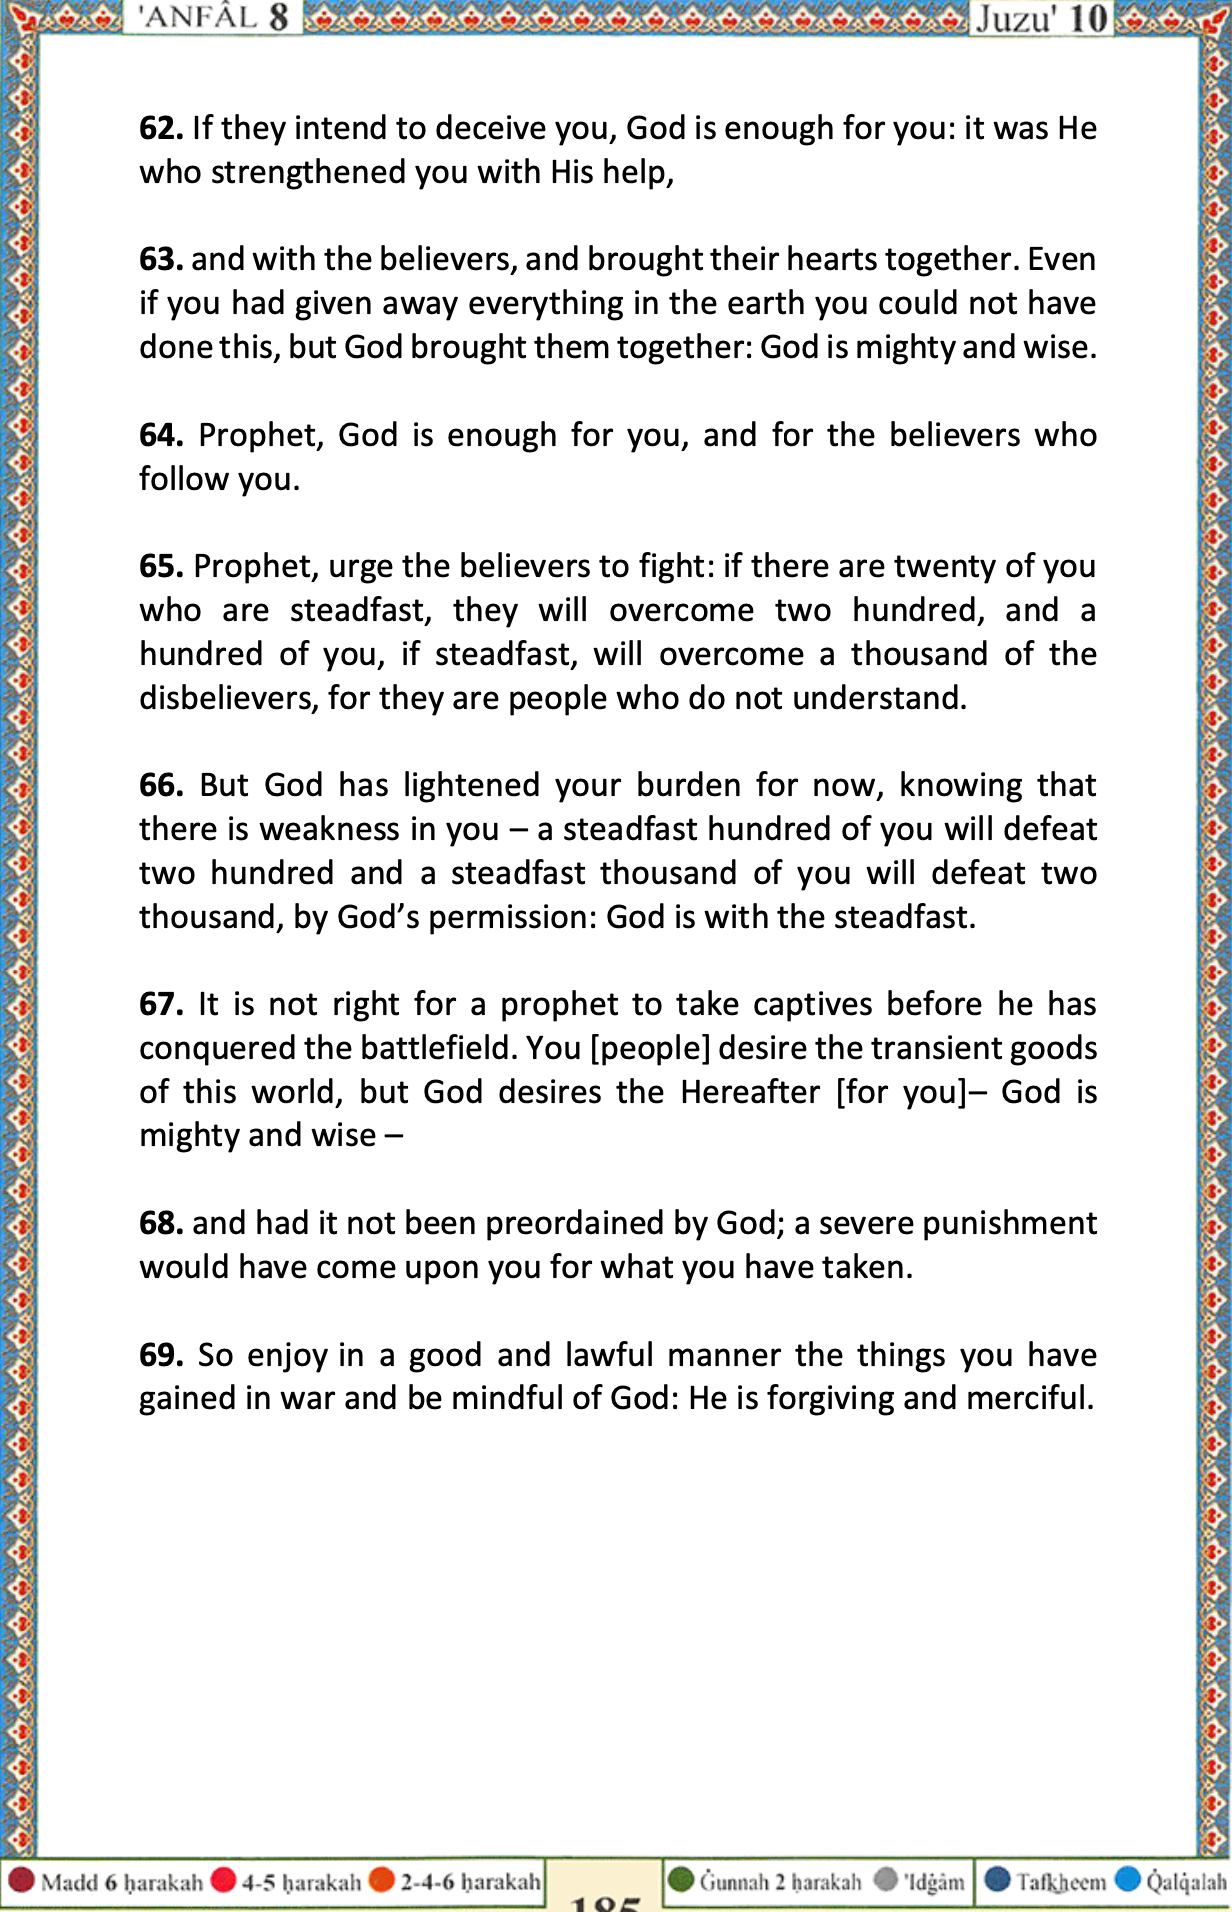 'ANFÂL 8
Juzu' 10
62. If they intend to deceive you, God is enough for you: it was He
who strengthened you with His help,
63. and with the believers, and brought their hearts together. Even
if you had given away everything in the earth you could not have
done this, but God brought them together: God is mighty and wise.
64. Prophet, God is enough for you, and for the believers who
follow you.
65. Prophet, urge the believers to fight: if there are twenty of you
who are steadfast, they will overcome two hundred, and a
hundred of you, if steadfast, will overcome a thousand of the
disbelievers, for they are people who do not understand.
66. But God has lightened your burden for now, knowing that
there is weakness in you – a steadfast hundred of you will defeat
two hundred and a steadfast thousand of you will defeat two
thousand, by God’s permission: God is with the steadfast.
67. It is not right for a prophet to take captives before he has
conquered the battlefield. You [people] desire the transient goods
of this world, but God desires the Hereafter [for you]– God is
mighty and wise –
68. and had it not been preordained by God; a severe punishment
would have come upon you for what you have taken.
69. So enjoy in a good and lawful manner the things you have
gained in war and be mindful of God: He is forgiving and merciful.
Madd 6 ḥarakah 4-5 ḥarakah 2-4-6 ḥarakah
185
Ġunnah 2 ḥarakah 'Idġâm
Tafkheem Q̇alq̇alah